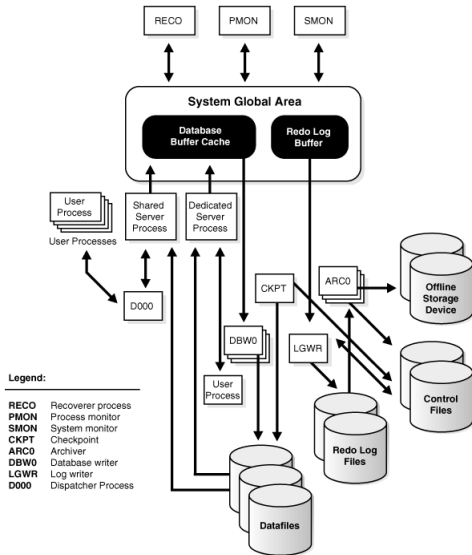 RECO
PMON
SMON
System Global Area
Database
Buffer Cache
Redo Log
Buffer
User
Process
User Processes
Shared
Server
Process
Dedicated
Server
Process
D000
CKPT
ARC0
Offline
Storage
Device
DBW0
LGWR
User
Process
Control
Files
Redo Log
Files
Datafiles
Legend:
RECO Recoverer process
PMON Process monitor
SMON System monitor
CKPT Checkpoint
ARC0 Archiver
DBW0 Database writer
LGWR Log writer
D000 Dispatcher Process